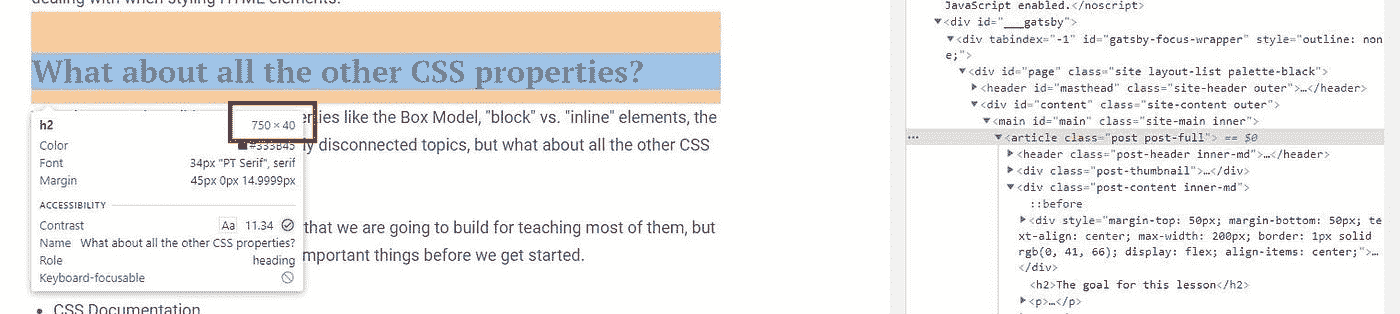 dealing with when styling HTML elements.
What about all the other CSS properties?
erties like the Box Model, "block" vs. "inline" elements, the
ly disconnected topics, but what about all the other CSS
h2 750 × 40
Color #333B45
Font 34px "PT Serif", serif
Margin 45px 0px 14.9999px
ACCESSIBILITY
Contrast Aa 11.34
Name What about all the other CSS properties?
Role heading
Keyboard-focusable
that we are going to build for teaching most of them, but
mportant things before we get started.
• CSS Documentation
JavaScript enabled.</noscript>
▼<div id="___gatsby">
▼<div tabindex="-1" id="gatsby-focus-wrapper" style="outline: non
e;">
▼<div id="page" class="site layout-list palette-black">
▶<header id="masthead" class="site-header outer">…</header>
▼<div id="content" class="site-content outer">
▼<main id="main" class="site-main inner">
… ▼<article class="post post-full"> == $0
▶<header class="post-header inner-md">…</header>
▶<div class="post-thumbnail">…</div>
▼<div class="post-content inner-md">
::before
▶<div style="margin-top: 50px; margin-bottom: 50px; te
xt-align: center; max-width: 200px; border: 1px solid
rgb(0, 41, 66); display: flex; align-items: center;">…
</div>
<h2>The goal for this lesson</h2>
▶<p>…</p>